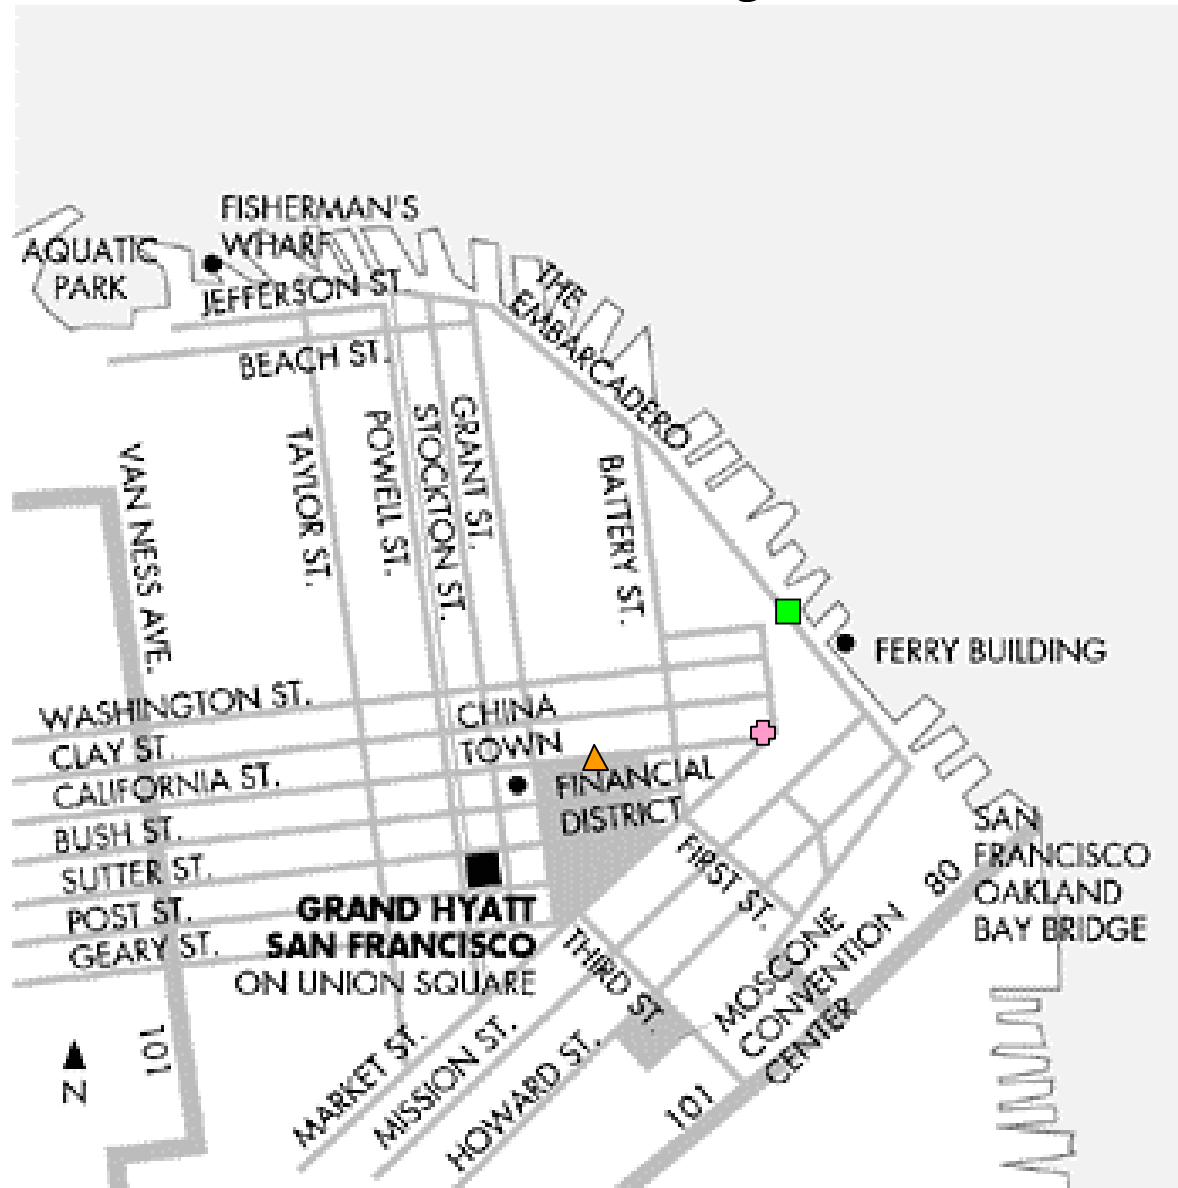 FISHERMAN'S
WHARF
AQUATIC
PARK
JEFFERSON ST.
THE
EMBARCADERO
BEACH ST.
VAN NESS AVE.
TAYLOR ST.
POWELL ST.
STOCKTON ST.
GRANT ST.
BATTERY ST.
FERRY BUILDING
WASHINGTON ST.
CHINA
TOWN
CLAY ST.
CALIFORNIA ST.
FINANCIAL
DISTRICT
BUSH ST.
SUTTER ST.
POST ST.
GEARY ST.
GRAND HYATT
SAN FRANCISCO
ON UNION SQUARE
FIRST ST.
THIRD ST.
SAN
FRANCISCO
OAKLAND
BAY BRIDGE
80
MOSCONE
CONVENTION
CENTER
101
N
MARKET ST.
MISSION ST.
HOWARD ST.
101